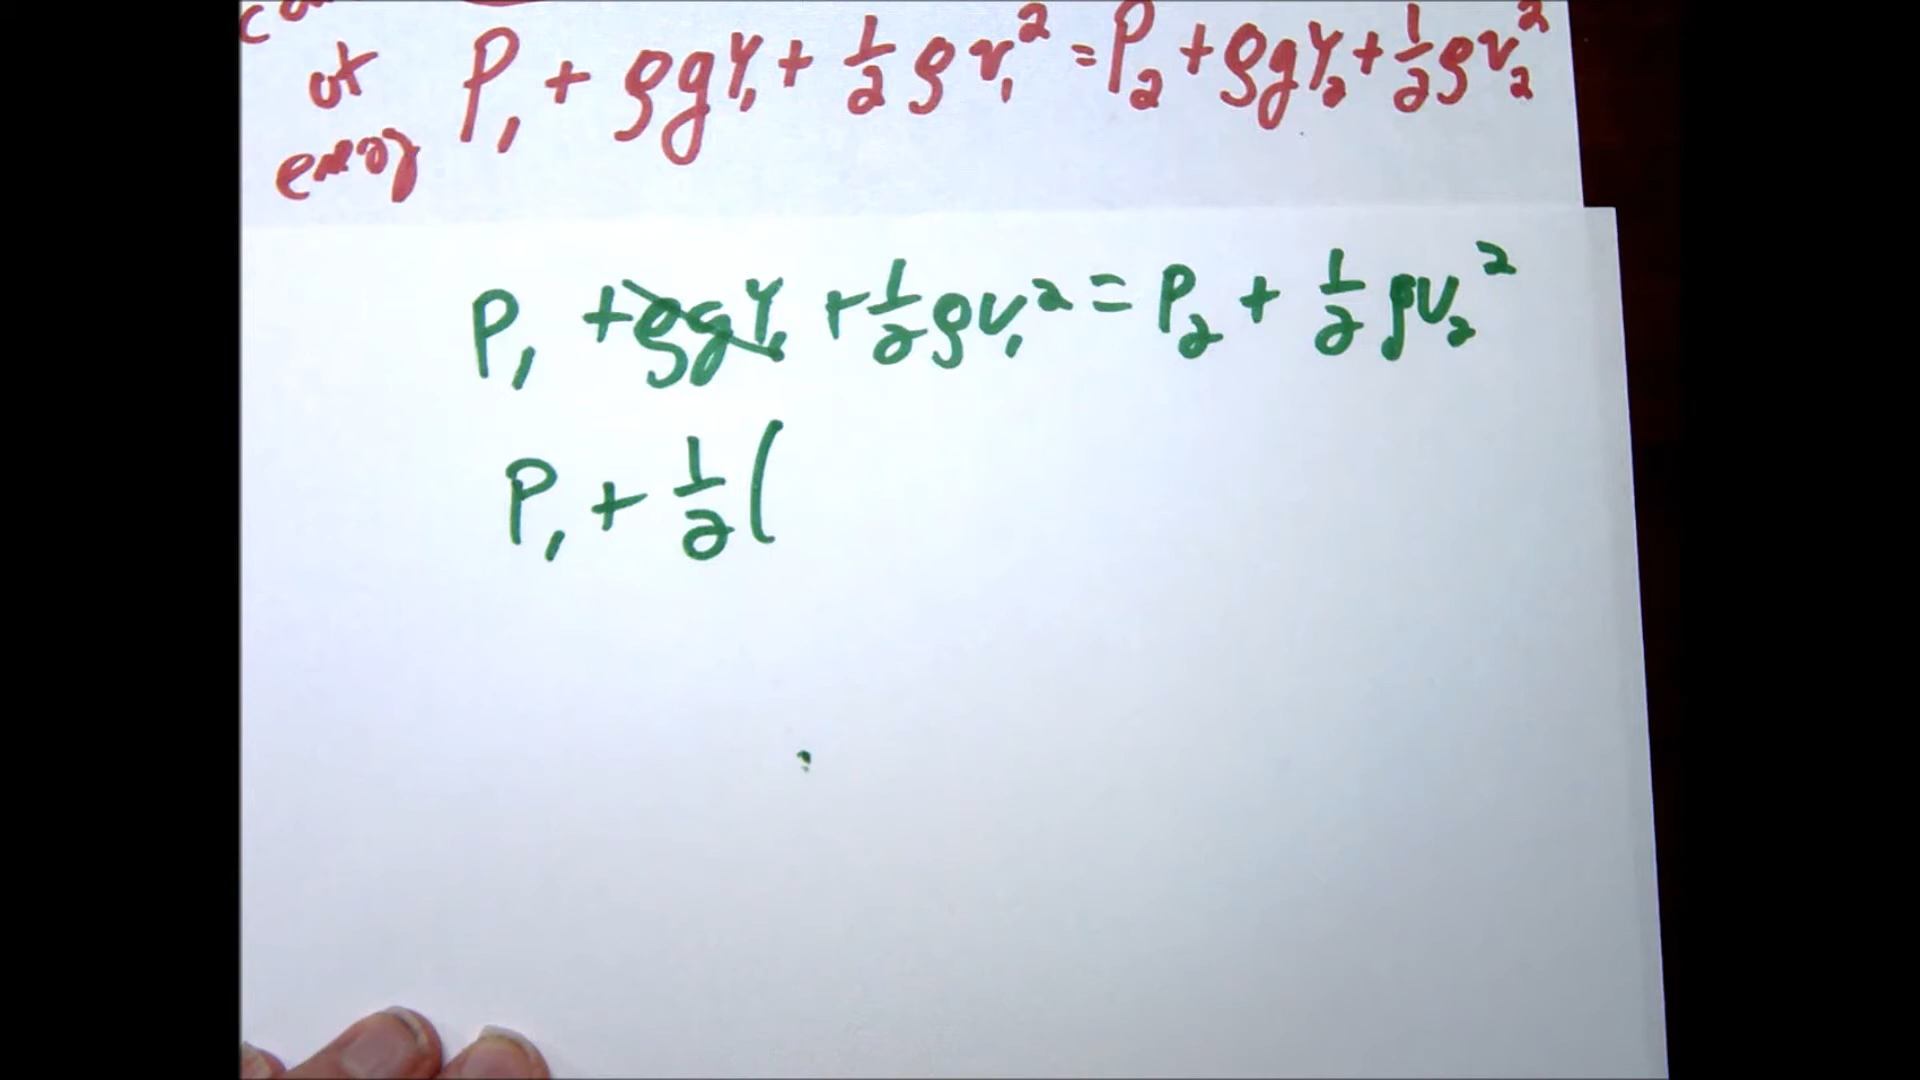 of P₁ + ρgy₁ + ½ρv₁² = P₂ + ρgy₂ + ½ρv₂²
P₁ + ρgy₁ + ½ρv₁² = P₂ + ½ρv₂²
P₁ + ½(